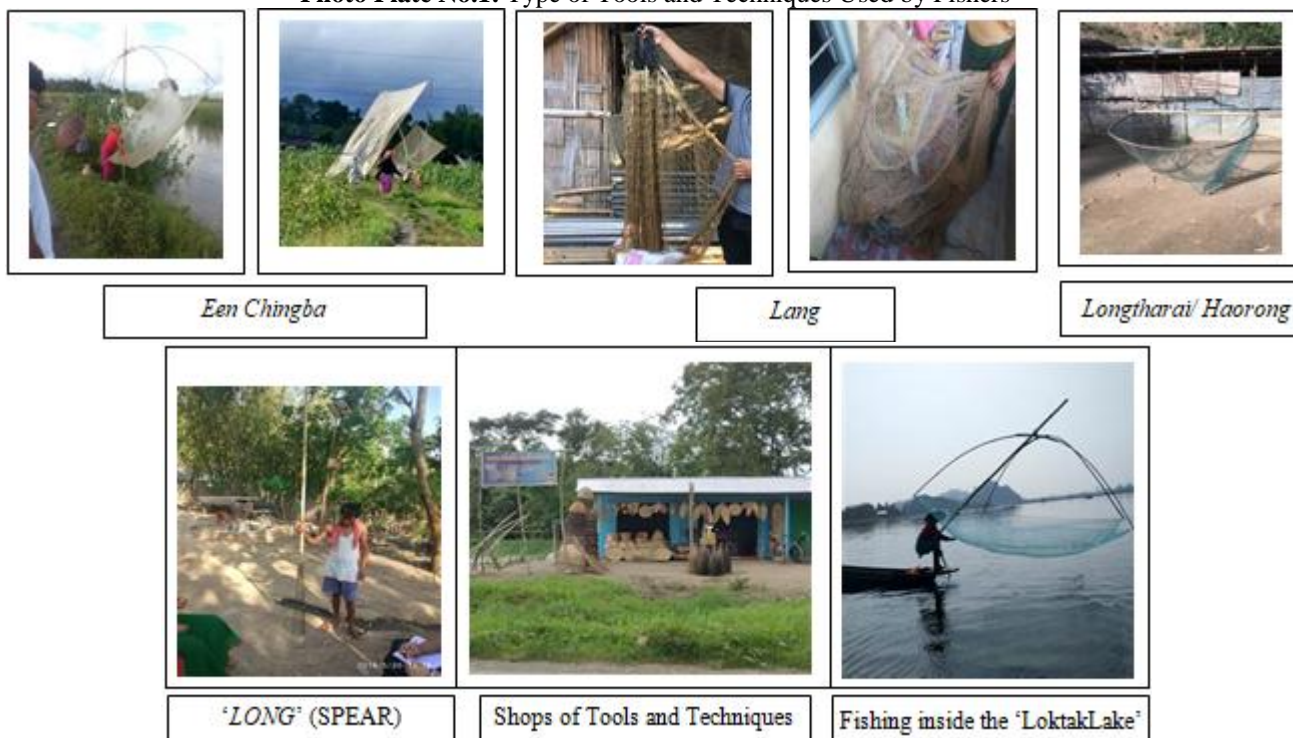 Photo Plate No.1: Type of Tools and Techniques Used by Fishers
Een Chingba
Lang
Longtharai/ Haorong
‘LONG’ (SPEAR)
Shops of Tools and Techniques
Fishing inside the ‘LoktakLake’